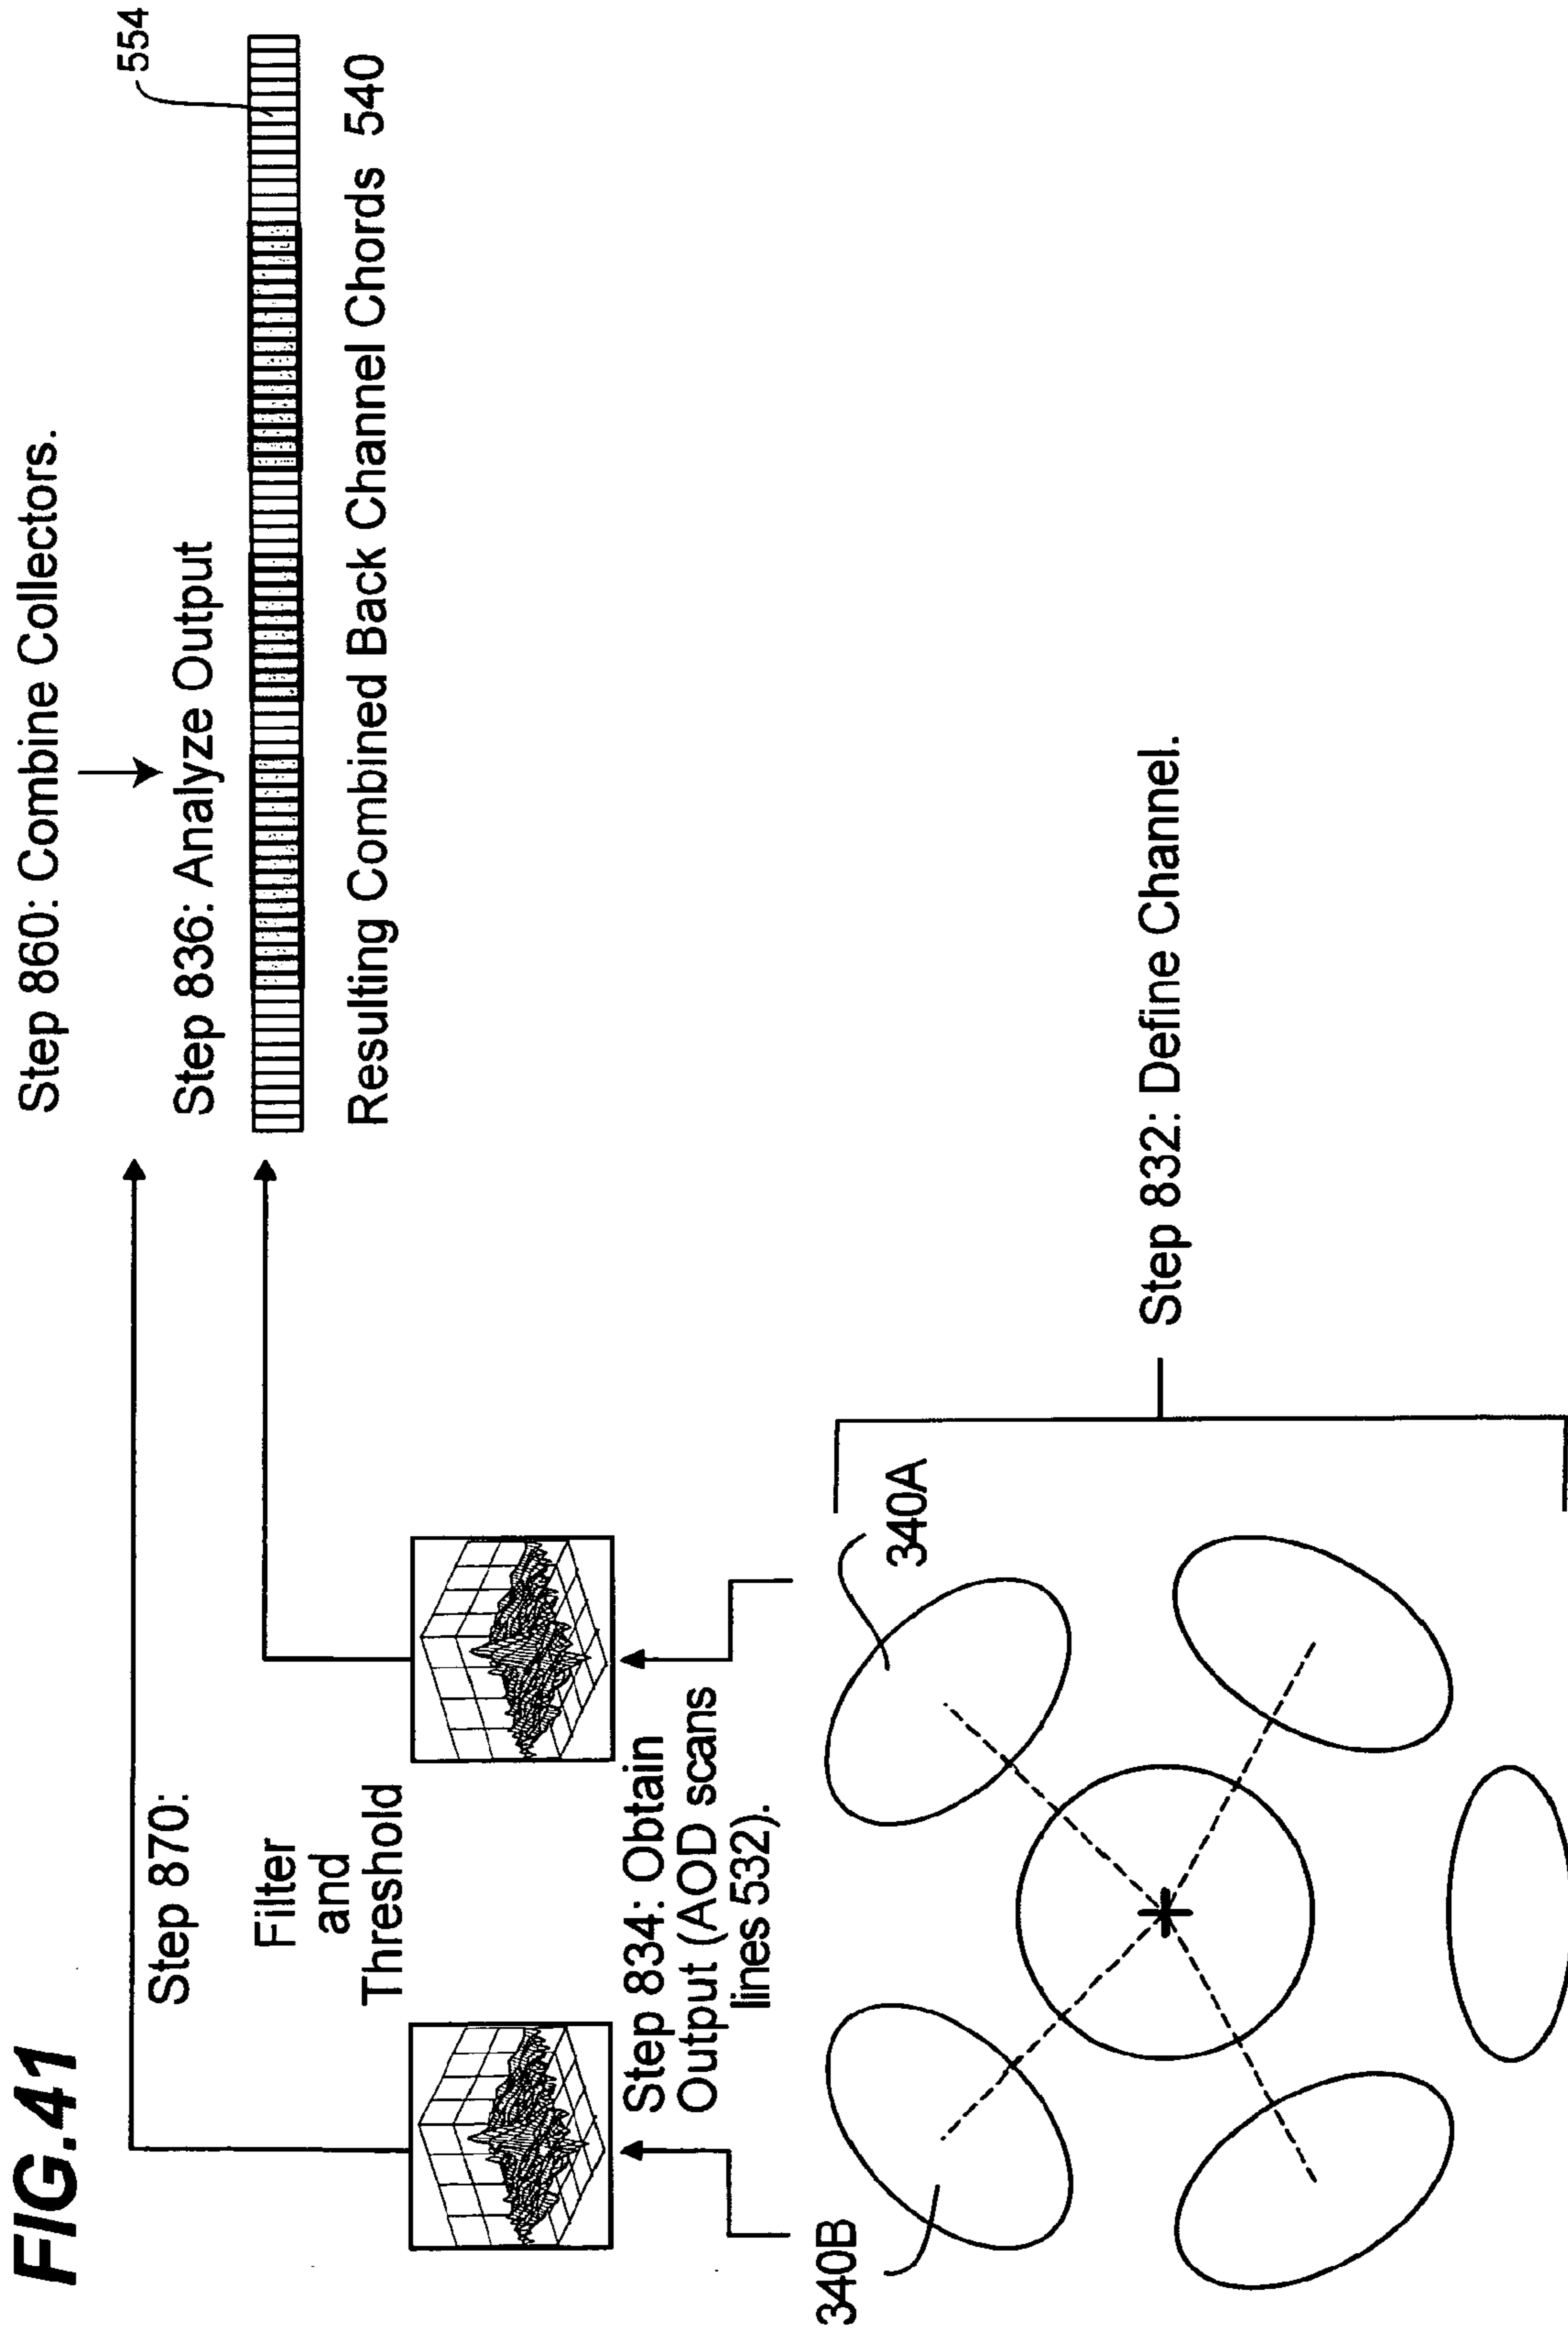 FIG.41
Step 860: Combine Collectors.
554
Step 836: Analyze Output
Resulting Combined Back Channel Chords 540
Step 870:
Filter
and
Threshold
Step 834: Obtain
Output (AOD scans
lines 532).
340B
340A
Step 832: Define Channel.